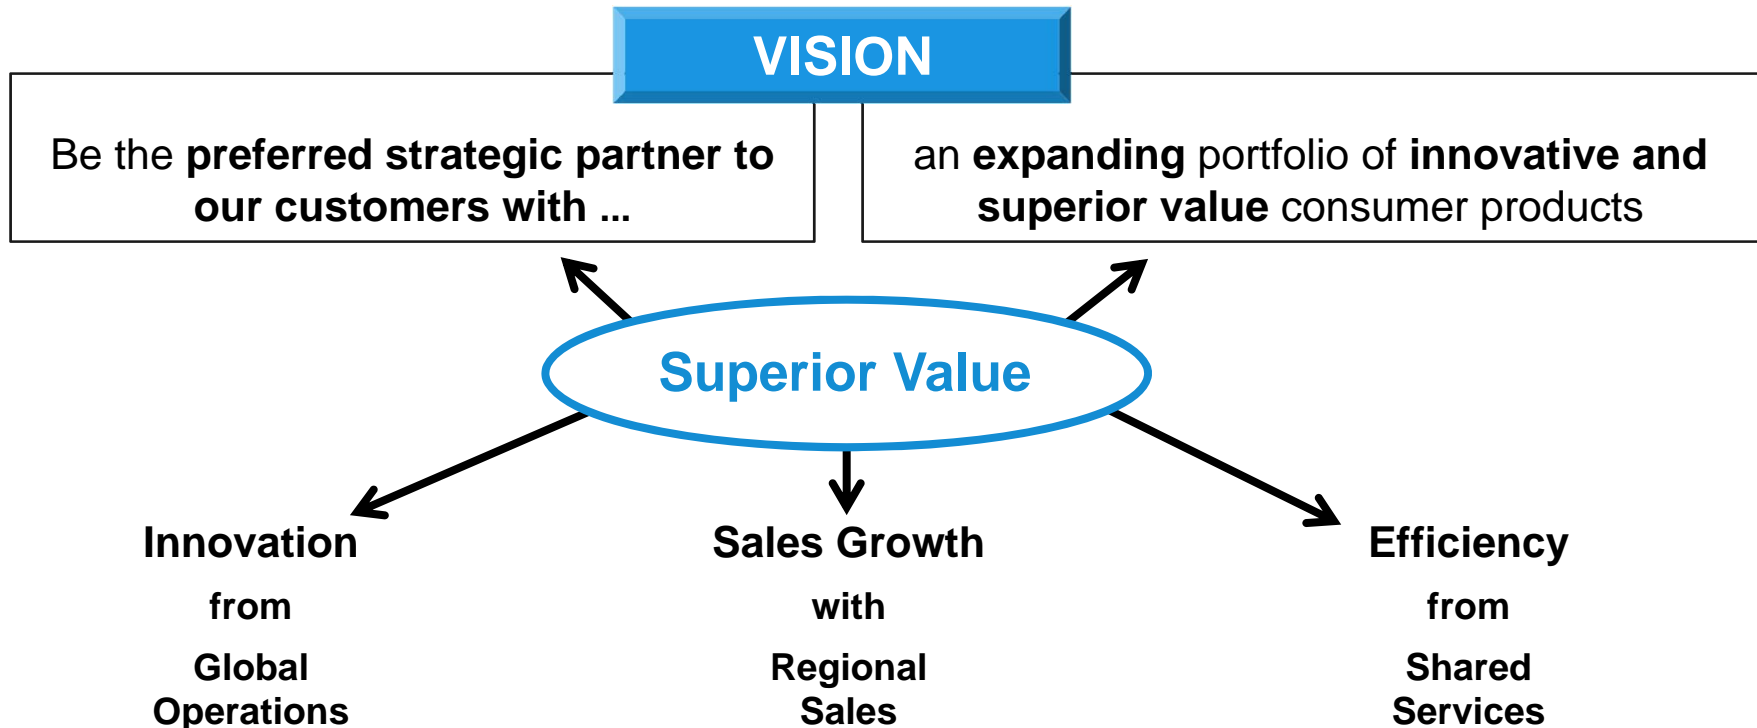 VISION
Be the preferred strategic partner to
our customers with ...
an expanding portfolio of innovative and
superior value consumer products
Superior Value
Innovation
from
Global
Operations
Sales Growth
with
Regional
Sales
Efficiency
from
Shared
Services